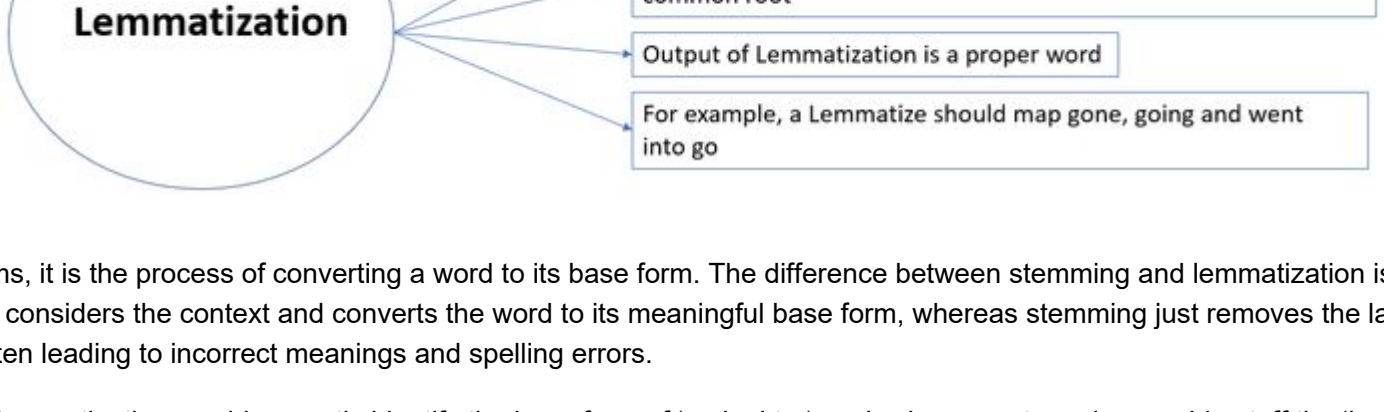 Lemmatization
common root
Output of Lemmatization is a proper word
For example, a Lemmatize should map gone, going and went
into go
it is the process of converting a word to its base form. The difference between stemming and lemmatization is
considers the context and converts the word to its meaningful base form, whereas stemming just removes the
leading to incorrect meanings and spelling errors.